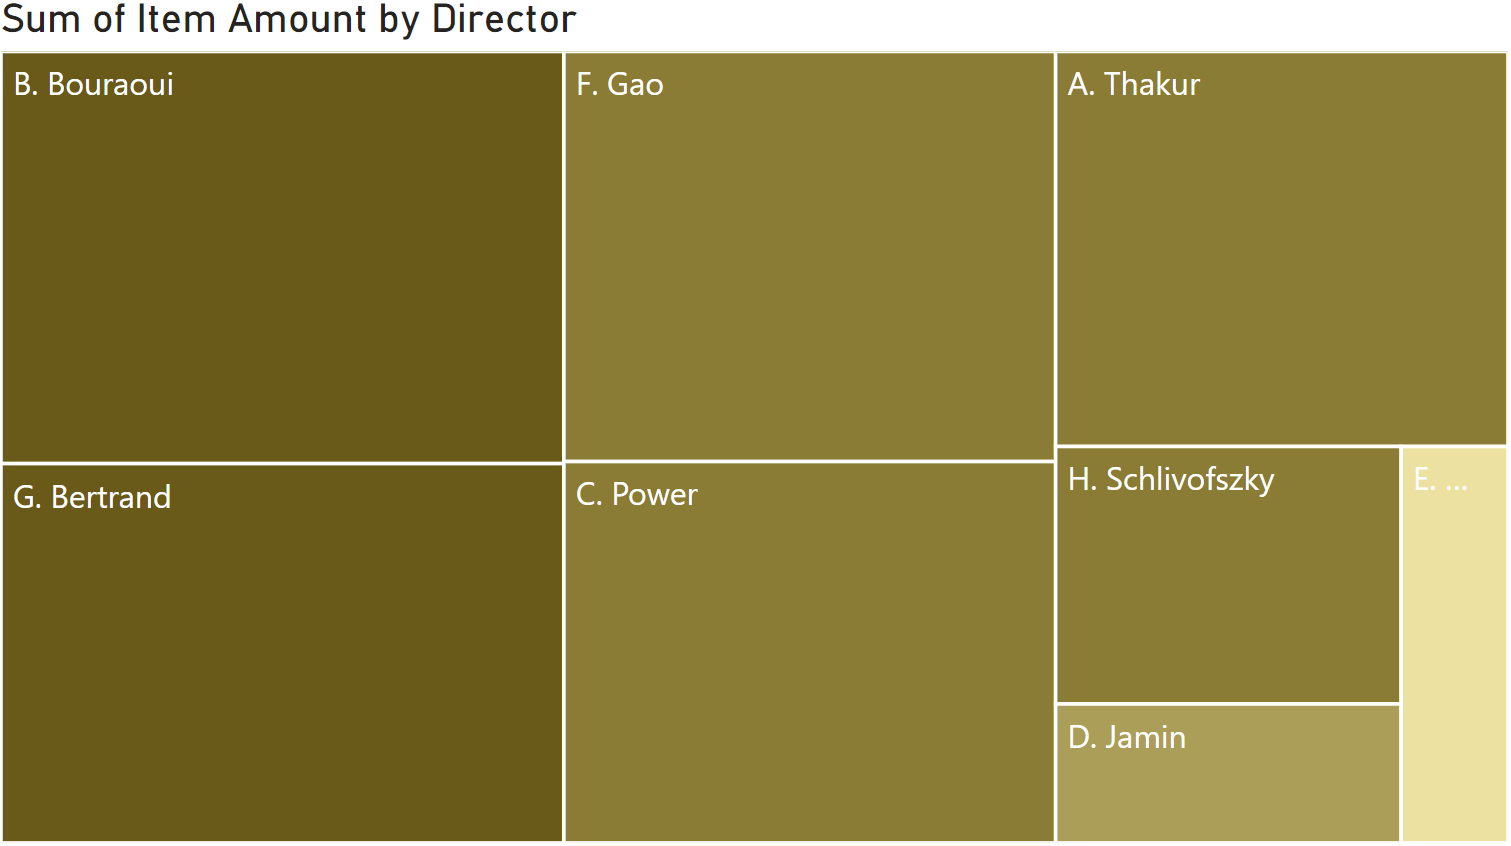 Sum of Item Amount by Director
B. Bouraoui
F. Gao
A. Thakur
G. Bertrand
C. Power
H. Schlivofszky
E. ...
D. Jamin